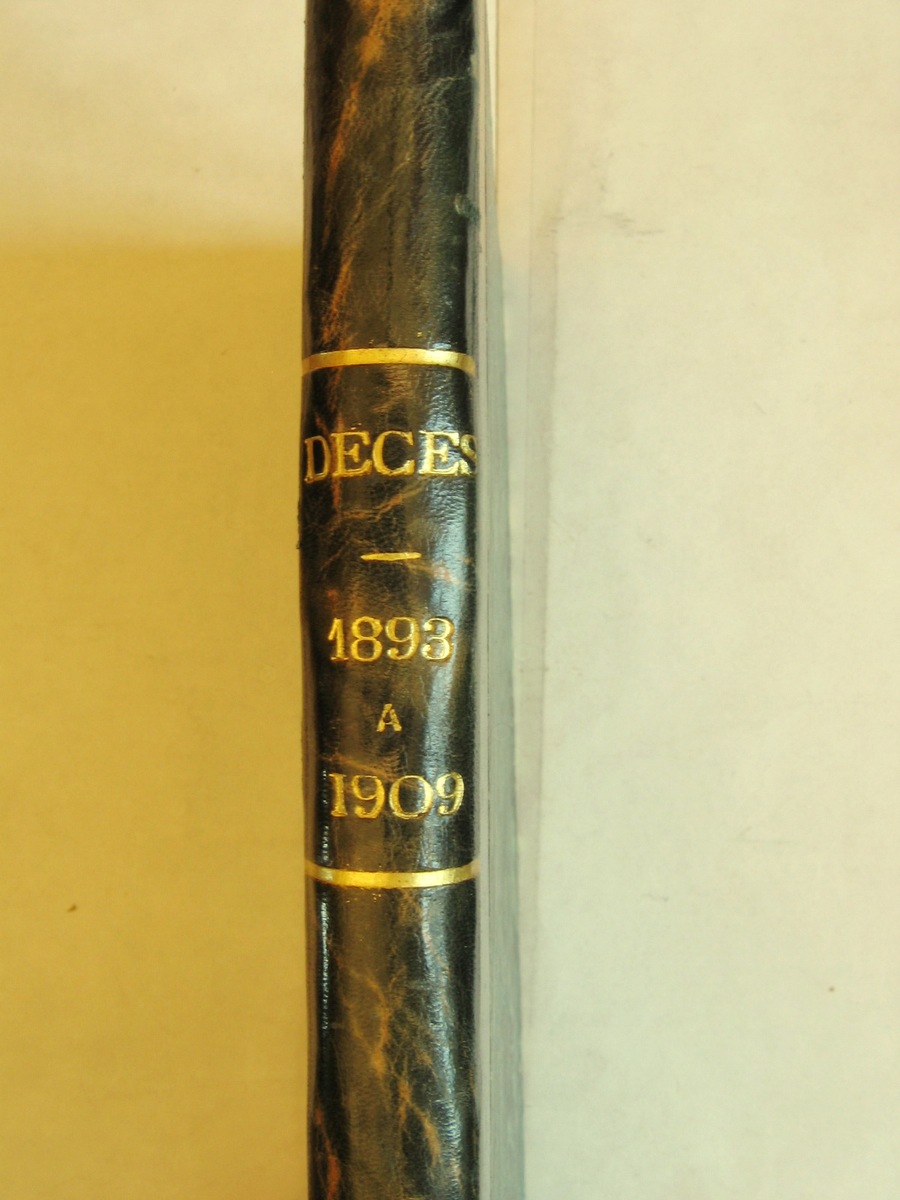 DECES
—
1893
A
1909